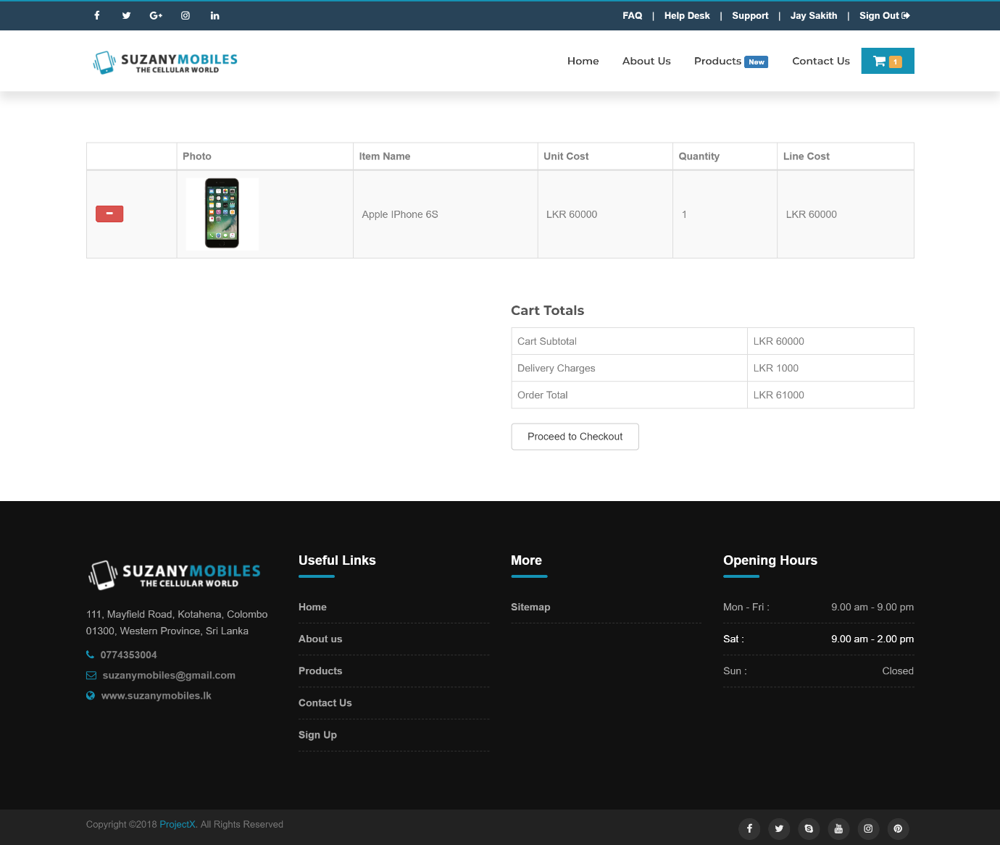 FAQ | Help Desk | Support | Jay Sakith | Sign Out
SUZANYMOBILES
THE CELLULAR WORLD
Home About Us Products New Contact Us 1
Photo Item Name Unit Cost Quantity Line Cost
Apple IPhone 6S LKR 60000 1 LKR 60000
Cart Totals
Cart Subtotal LKR 60000
Delivery Charges LKR 1000
Order Total LKR 61000
Proceed to Checkout
SUZANYMOBILES
THE CELLULAR WORLD
111, Mayfield Road, Kotahena, Colombo
01300, Western Province, Sri Lanka
0774353004
suzanymobiles@gmail.com
www.suzanymobiles.lk
Useful Links
Home
About us
Products
Contact Us
Sign Up
More
Sitemap
Opening Hours
Mon - Fri : 9.00 am - 9.00 pm
Sat : 9.00 am - 2.00 pm
Sun : Closed
Copyright ©2018 ProjectX. All Rights Reserved